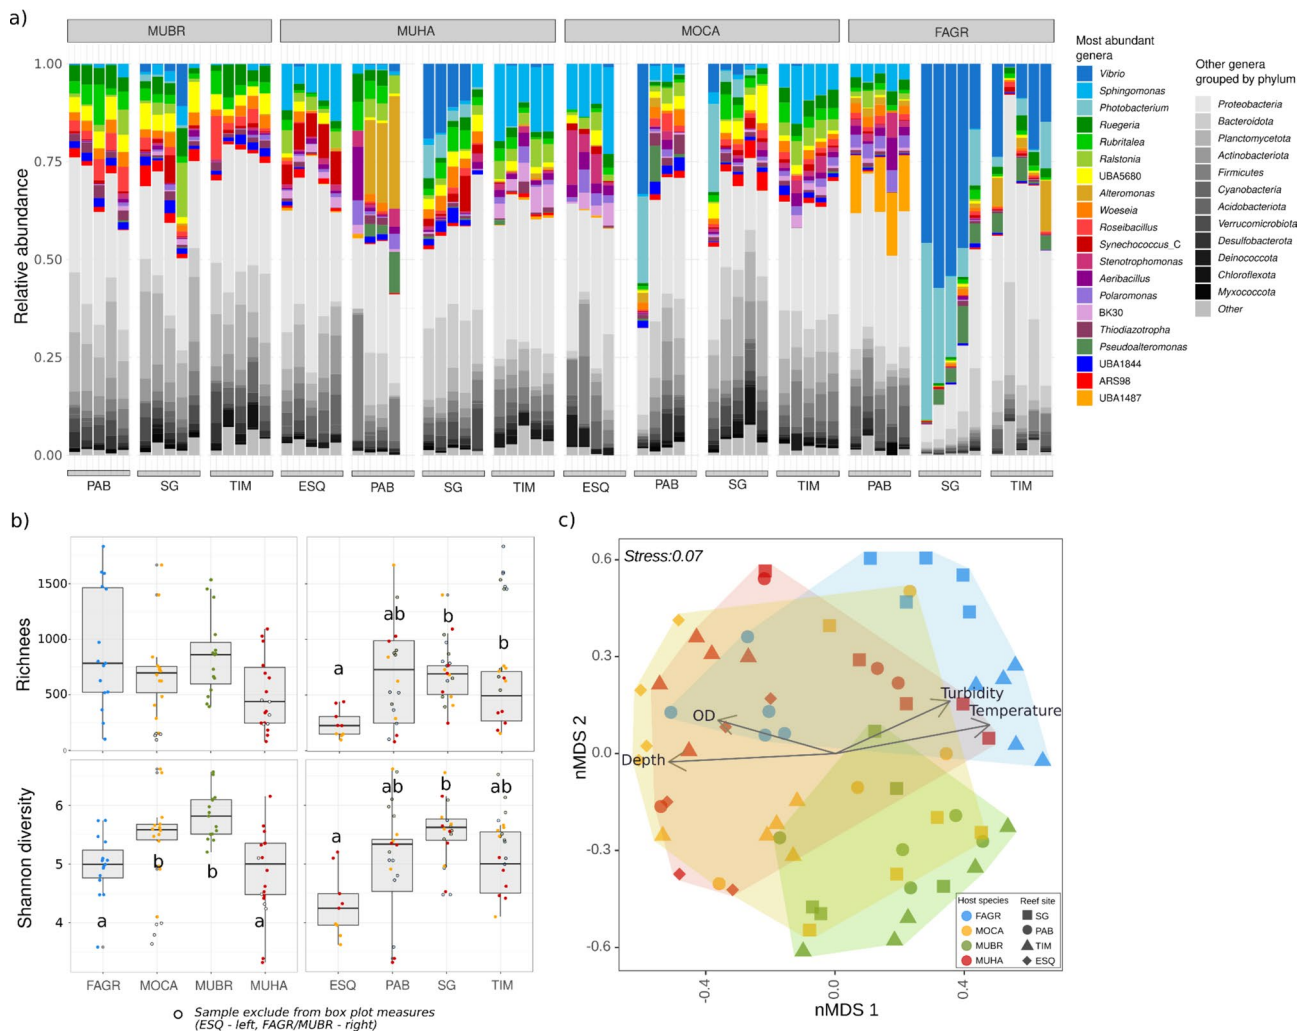 a)
MUBR
MUHA
MOCA
FAGR
Relative abundance
1.00
0.75
0.50
0.25
0.00
PAB
SG
TIM
ESQ
PAB
SG
TIM
ESQ
PAB
SG
TIM
PAB
SG
TIM
Most abundant
genera
Vibrio
Sphingomonas
Photobacterium
Ruegeria
Rubritalea
Ralstonia
UBA5680
Alteromonas
Woeseia
Roseibacillus
Synechococcus_C
Stenotrophomonas
Aeribacillus
Polaromonas
BK30
Thiodiazotropha
Pseudoalteromonas
UBA1844
ARS98
UBA1487
Other genera
grouped by phylum
Proteobacteria
Bacteroidota
Planctomycetota
Actinobacteriota
Firmicutes
Cyanobacteria
Acidobacteriota
Verrucomicrobiota
Desulfobacterota
Deinococcota
Chloroflexota
Myxococcota
Other
b)
Richnees
1500
1000
500
0
a
ab
b
b
Shannon diversity
6
5
4
a
b
b
a
a
ab
b
ab
FAGR
MOCA
MUBR
MUHA
ESQ
PAB
SG
TIM
Sample exclude from box plot measures
(ESQ - left, FAGR/MUBR - right)
c)
Stress:0.07
nMDS 2
0.6
0.3
0.0
-0.3
-0.6
Turbidity
Temperature
OD
Depth
-0.4
0.0
0.4
nMDS 1
Host species
FAGR
MOCA
MUBR
MUHA
Reef site
SG
PAB
TIM
ESQ